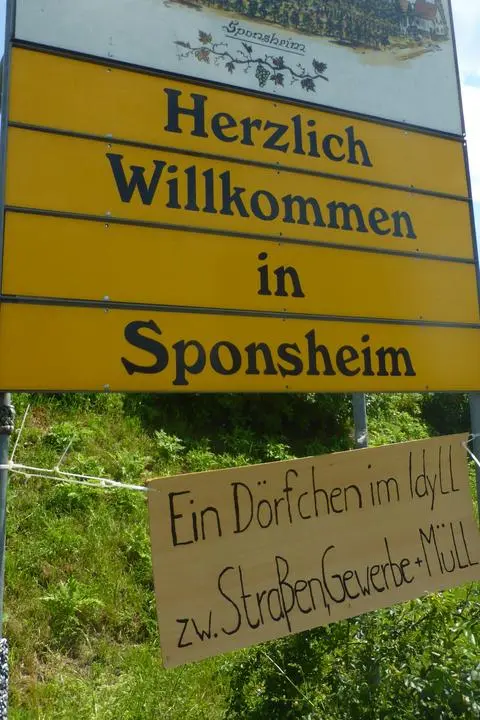 Sponsheim
Herzlich
Willkommen
in
Sponsheim
Ein Dörfchen im Idyll
zw. Straßen, Gewerbe + Müll